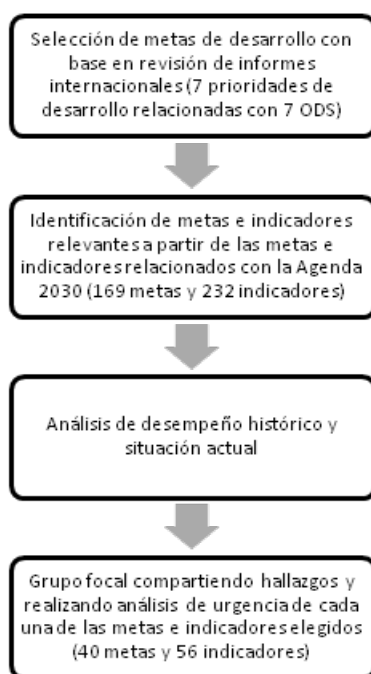 Selección de metas de desarrollo con
base en revisión de informes
internacionales (7 prioridades de
desarrollo relacionadas con 7 ODS)
Identificación de metas e indicadores
relevantes a partir de las metas e
indicadores relacionados con la Agenda
2030 (169 metas y 232 indicadores)
Análisis de desempeño histórico y
situación actual
Grupo focal compartiendo hallazgos y
realizando análisis de urgencia de cada
una de las metas e indicadores elegidos
(40 metas y 56 indicadores)